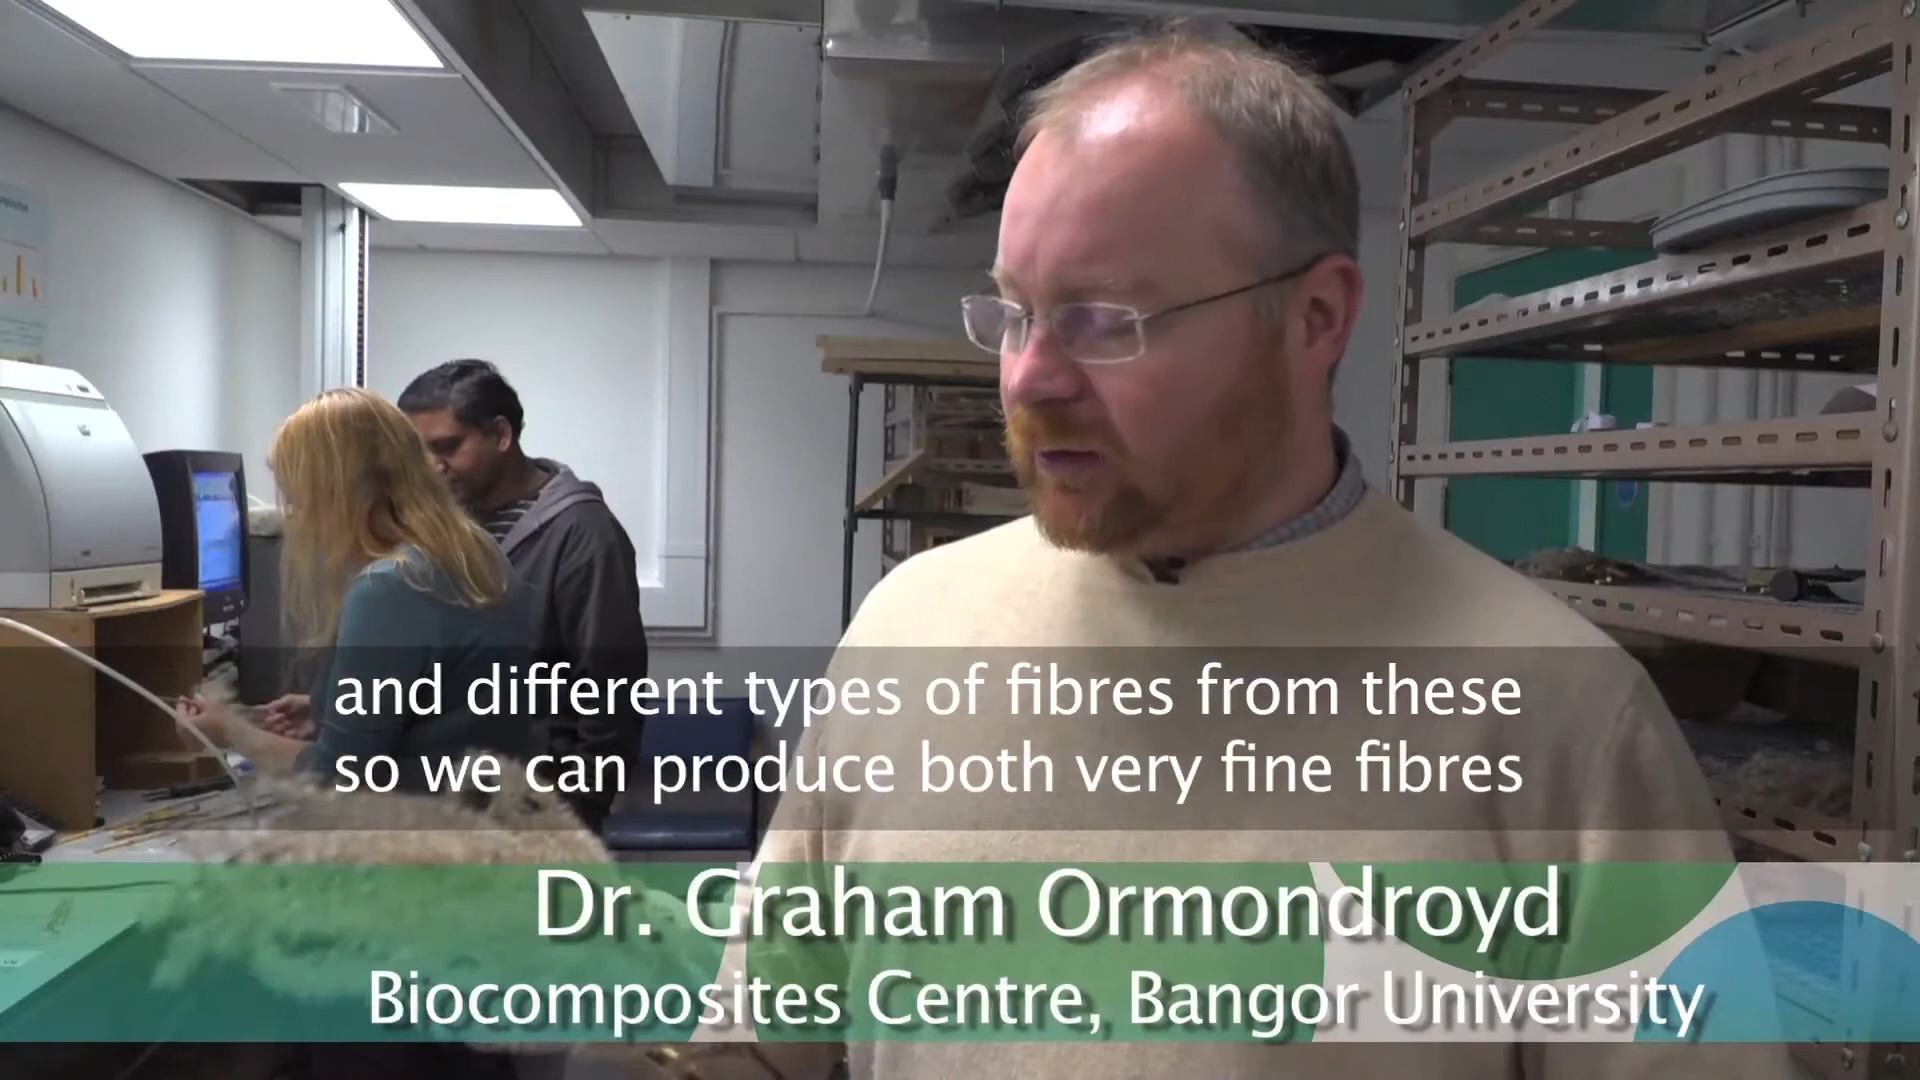 and different types of fibres from these
so we can produce both very fine fibres
Dr. Graham Ormondroyd
Biocomposites Centre, Bangor University